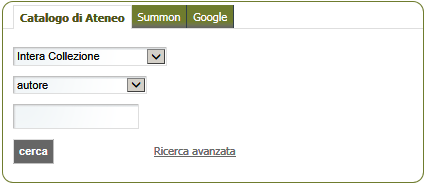 Catalogo di Ateneo Summon Google
Intera Collezione
autore
cerca Ricerca avanzata